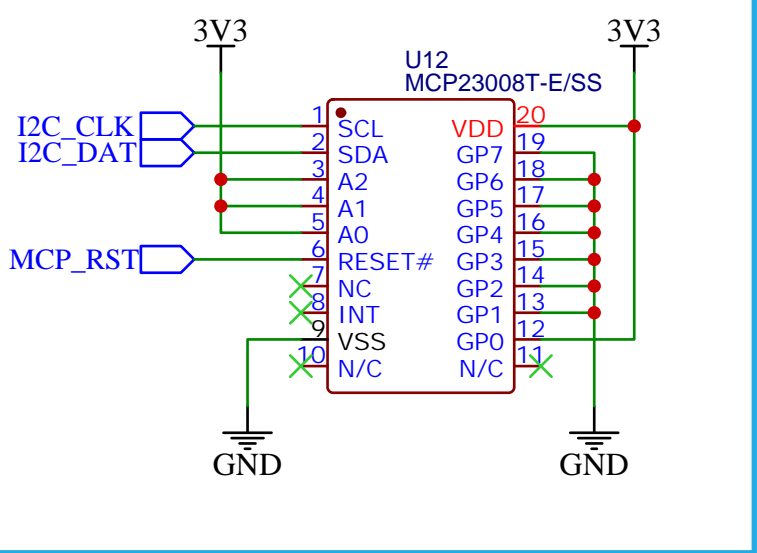 3V3
3V3
U12
MCP23008T-E/SS
I2C_CLK
I2C_DAT
MCP_RST
1 SCL
2 SDA
3 A2
4 A1
5 A0
6 RESET#
7 NC
8 INT
9 VSS
10 N/C
20 VDD
19 GP7
18 GP6
17 GP5
16 GP4
15 GP3
14 GP2
13 GP1
12 GP0
11 N/C
GND
GND